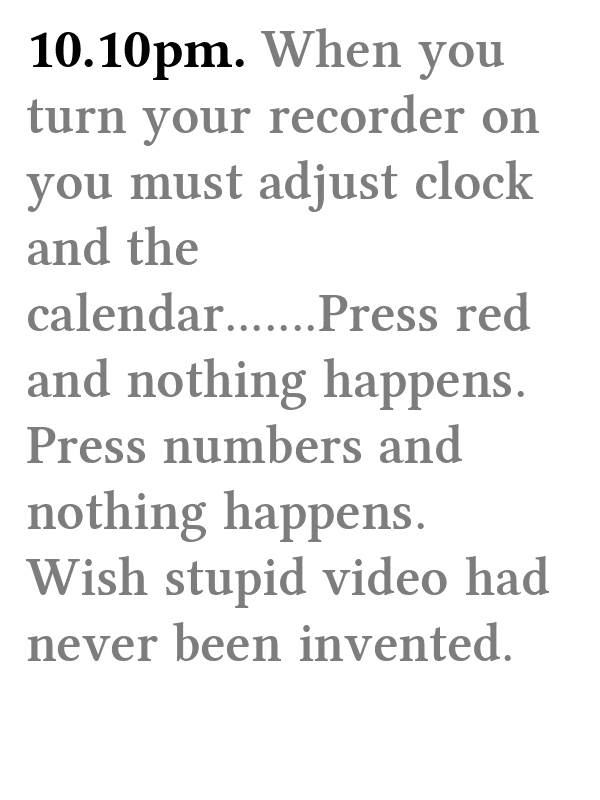 10.10pm. When you
turn your recorder on
you must adjust clock
and the
calendar.......Press red
and nothing happens.
Press numbers and
nothing happens.
Wish stupid video had
never been invented.